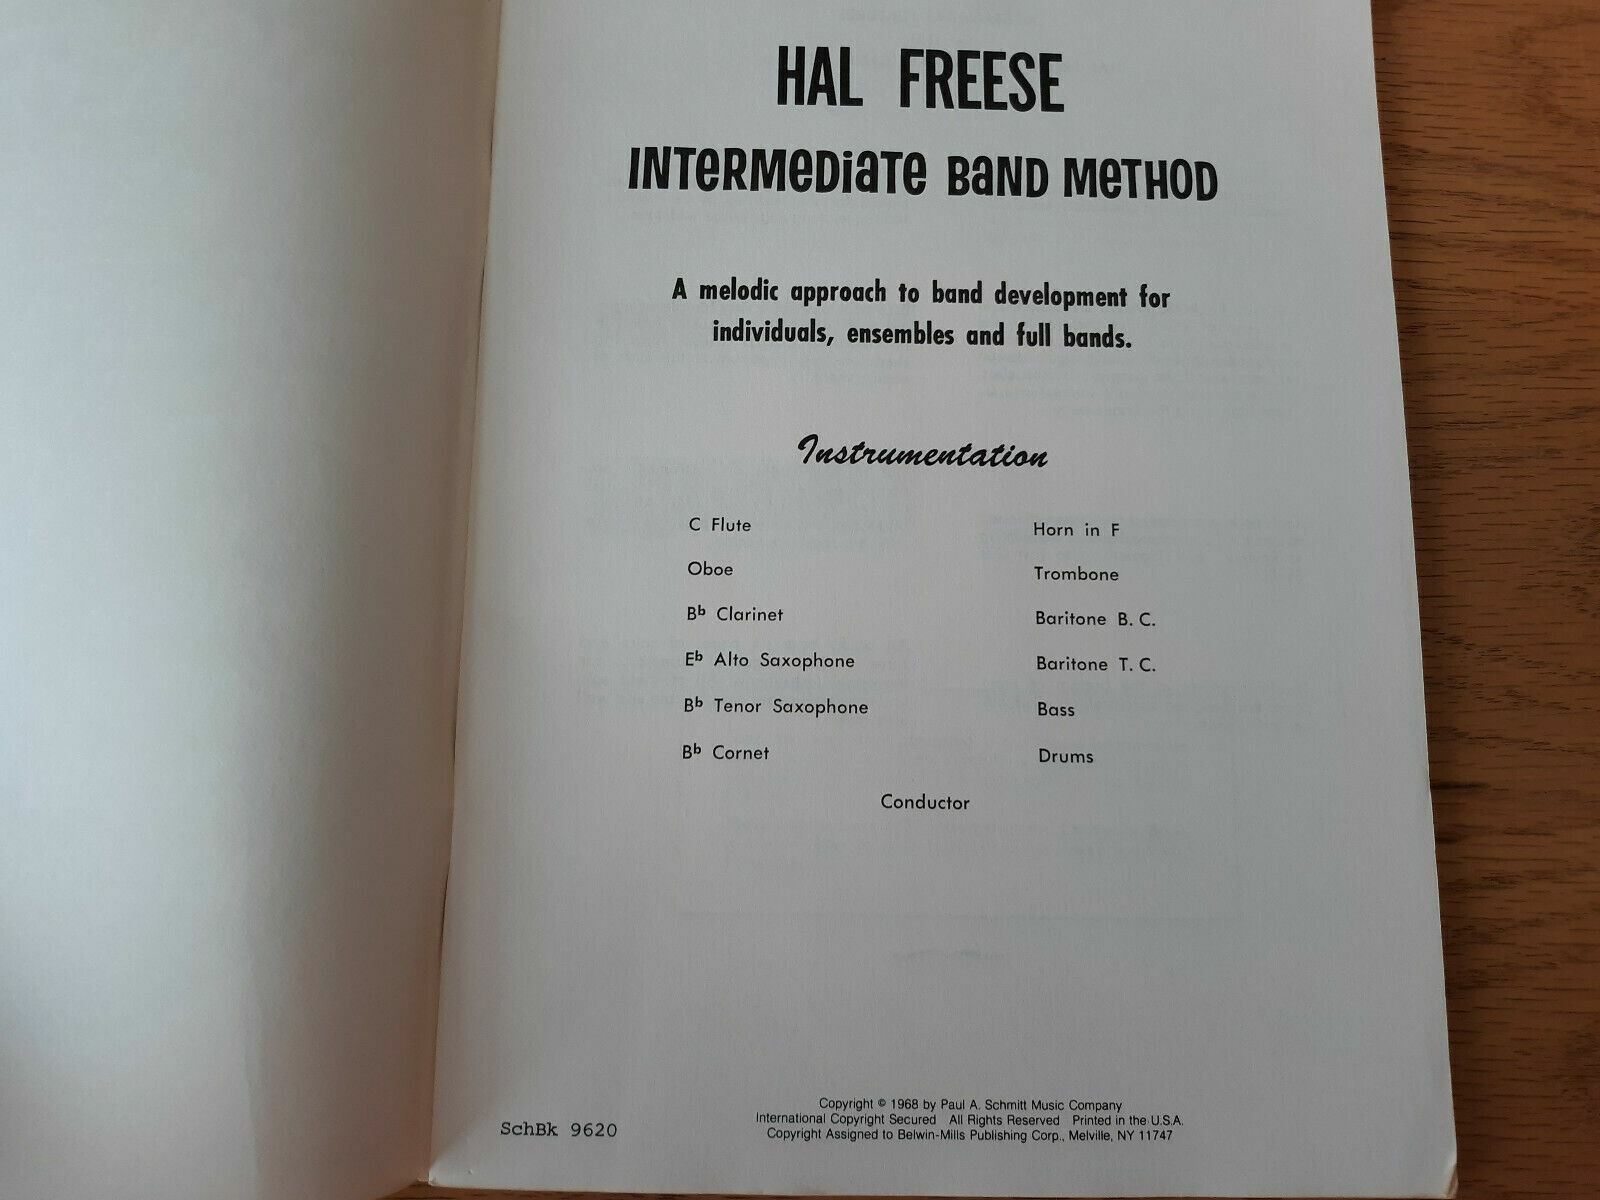 HAL FREESE
INTeRMeDiaTe BaND MeTHOD
A melodic approach to band development for
individuals, ensembles and full bands.
Instrumentation
C Flute
Oboe
B♭ Clarinet
E♭ Alto Saxophone
B♭ Tenor Saxophone
B♭ Cornet
Horn in F
Trombone
Baritone B. C.
Baritone T. C.
Bass
Drums
Conductor
Copyright © 1968 by Paul A. Schmitt Music Company
International Copyright Secured All Rights Reserved Printed in the U.S.A.
Copyright Assigned to Belwin-Mills Publishing Corp., Melville, NY 11747
SchBk 9620